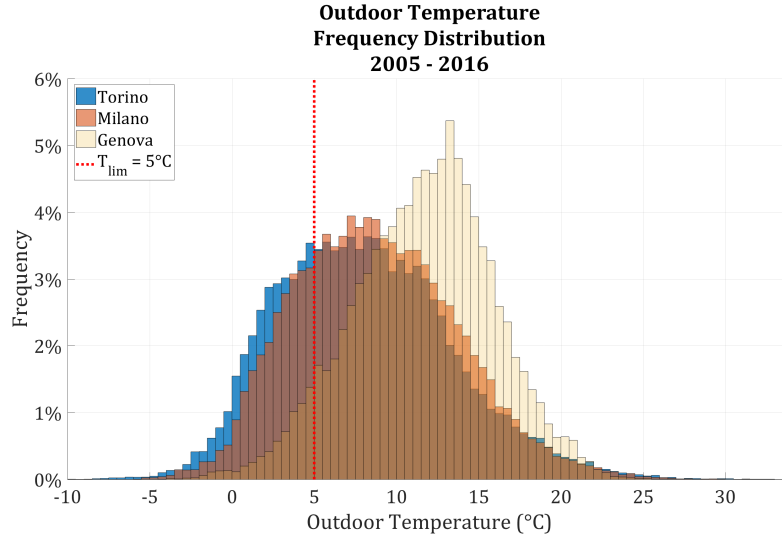 Outdoor Temperature
Frequency Distribution
2005 - 2016
6%
5%
4%
3%
2%
1%
0%
Frequency
Torino
Milano
Genova
T_lim = 5°C
-10 -5 0 5 10 15 20 25 30
Outdoor Temperature (°C)